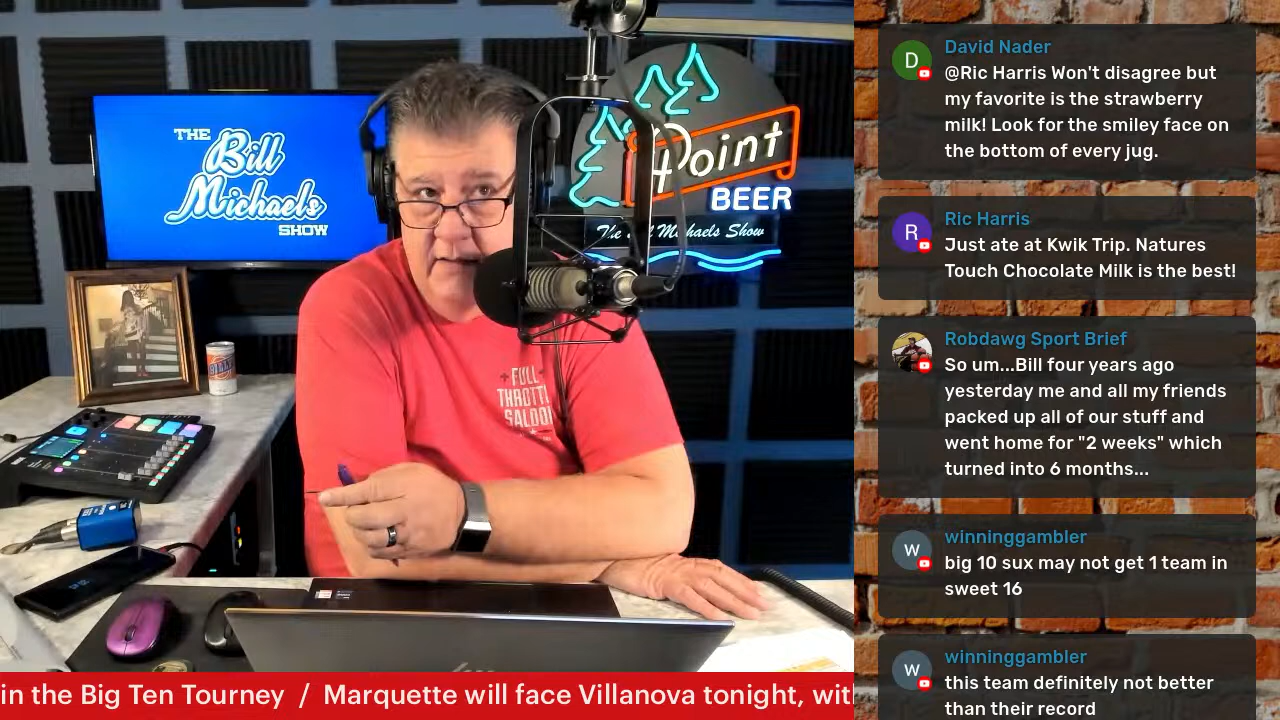 THE
Bill
Michaels
SHOW
Point
BEER
The Bill Michaels Show
FULL
THROTTLE
SALOON
David Nader
@Ric Harris Won't disagree but
my favorite is the strawberry
milk! Look for the smiley face on
the bottom of every jug.
Ric Harris
Just ate at Kwik Trip. Natures
Touch Chocolate Milk is the best!
Robdawg Sport Brief
So um...Bill four years ago
yesterday me and all my friends
packed up all of our stuff and
went home for "2 weeks" which
turned into 6 months...
winninggambler
big 10 sux may not get 1 team in
sweet 16
winninggambler
this team definitely not better
than their record
D
R
W
W
in the Big Ten Tourney / Marquette will face Villanova tonight, wit